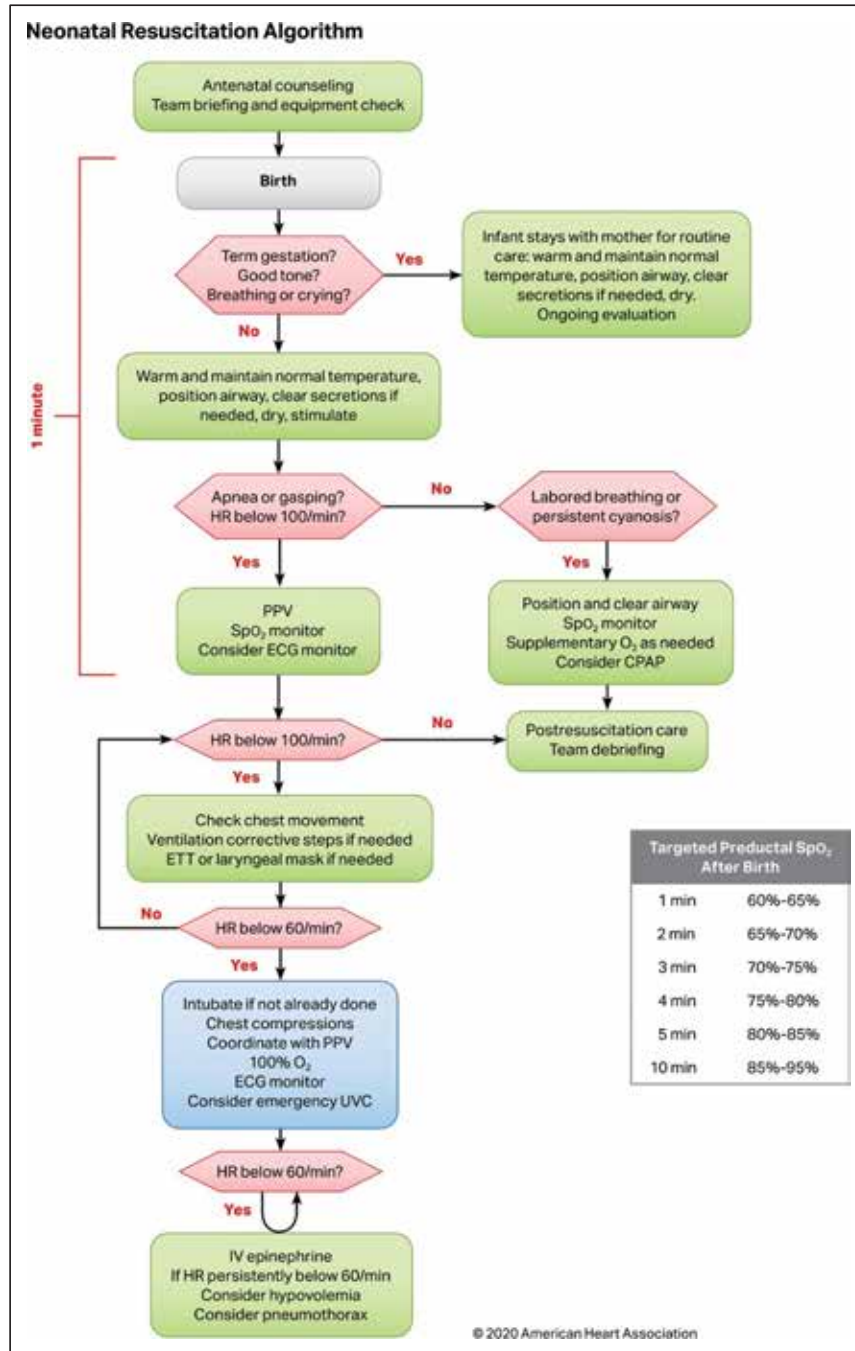 Neonatal Resuscitation Algorithm
Antenatal counseling
Team briefing and equipment check
Birth
1 minute
Term gestation?
Good tone?
Breathing or crying?
Yes
Infant stays with mother for routine
care: warm and maintain normal
temperature, position airway, clear
secretions if needed, dry.
Ongoing evaluation
No
Warm and maintain normal temperature,
position airway, clear secretions if
needed, dry, stimulate
Apnea or gasping?
HR below 100/min?
No
Labored breathing or
persistent cyanosis?
Yes
Yes
PPV
SpO₂ monitor
Consider ECG monitor
Position and clear airway
SpO₂ monitor
Supplementary O₂ as needed
Consider CPAP
HR below 100/min?
No
Postresuscitation care
Team debriefing
Yes
Check chest movement
Ventilation corrective steps if needed
ETT or laryngeal mask if needed
No
HR below 60/min?
Yes
Intubate if not already done
Chest compressions
Coordinate with PPV
100% O₂
ECG monitor
Consider emergency UVC
HR below 60/min?
Yes
IV epinephrine
If HR persistently below 60/min
Consider hypovolemia
Consider pneumothorax
Targeted Preductal SpO₂
After Birth
1 min 60%-65%
2 min 65%-70%
3 min 70%-75%
4 min 75%-80%
5 min 80%-85%
10 min 85%-95%
© 2020 American Heart Association